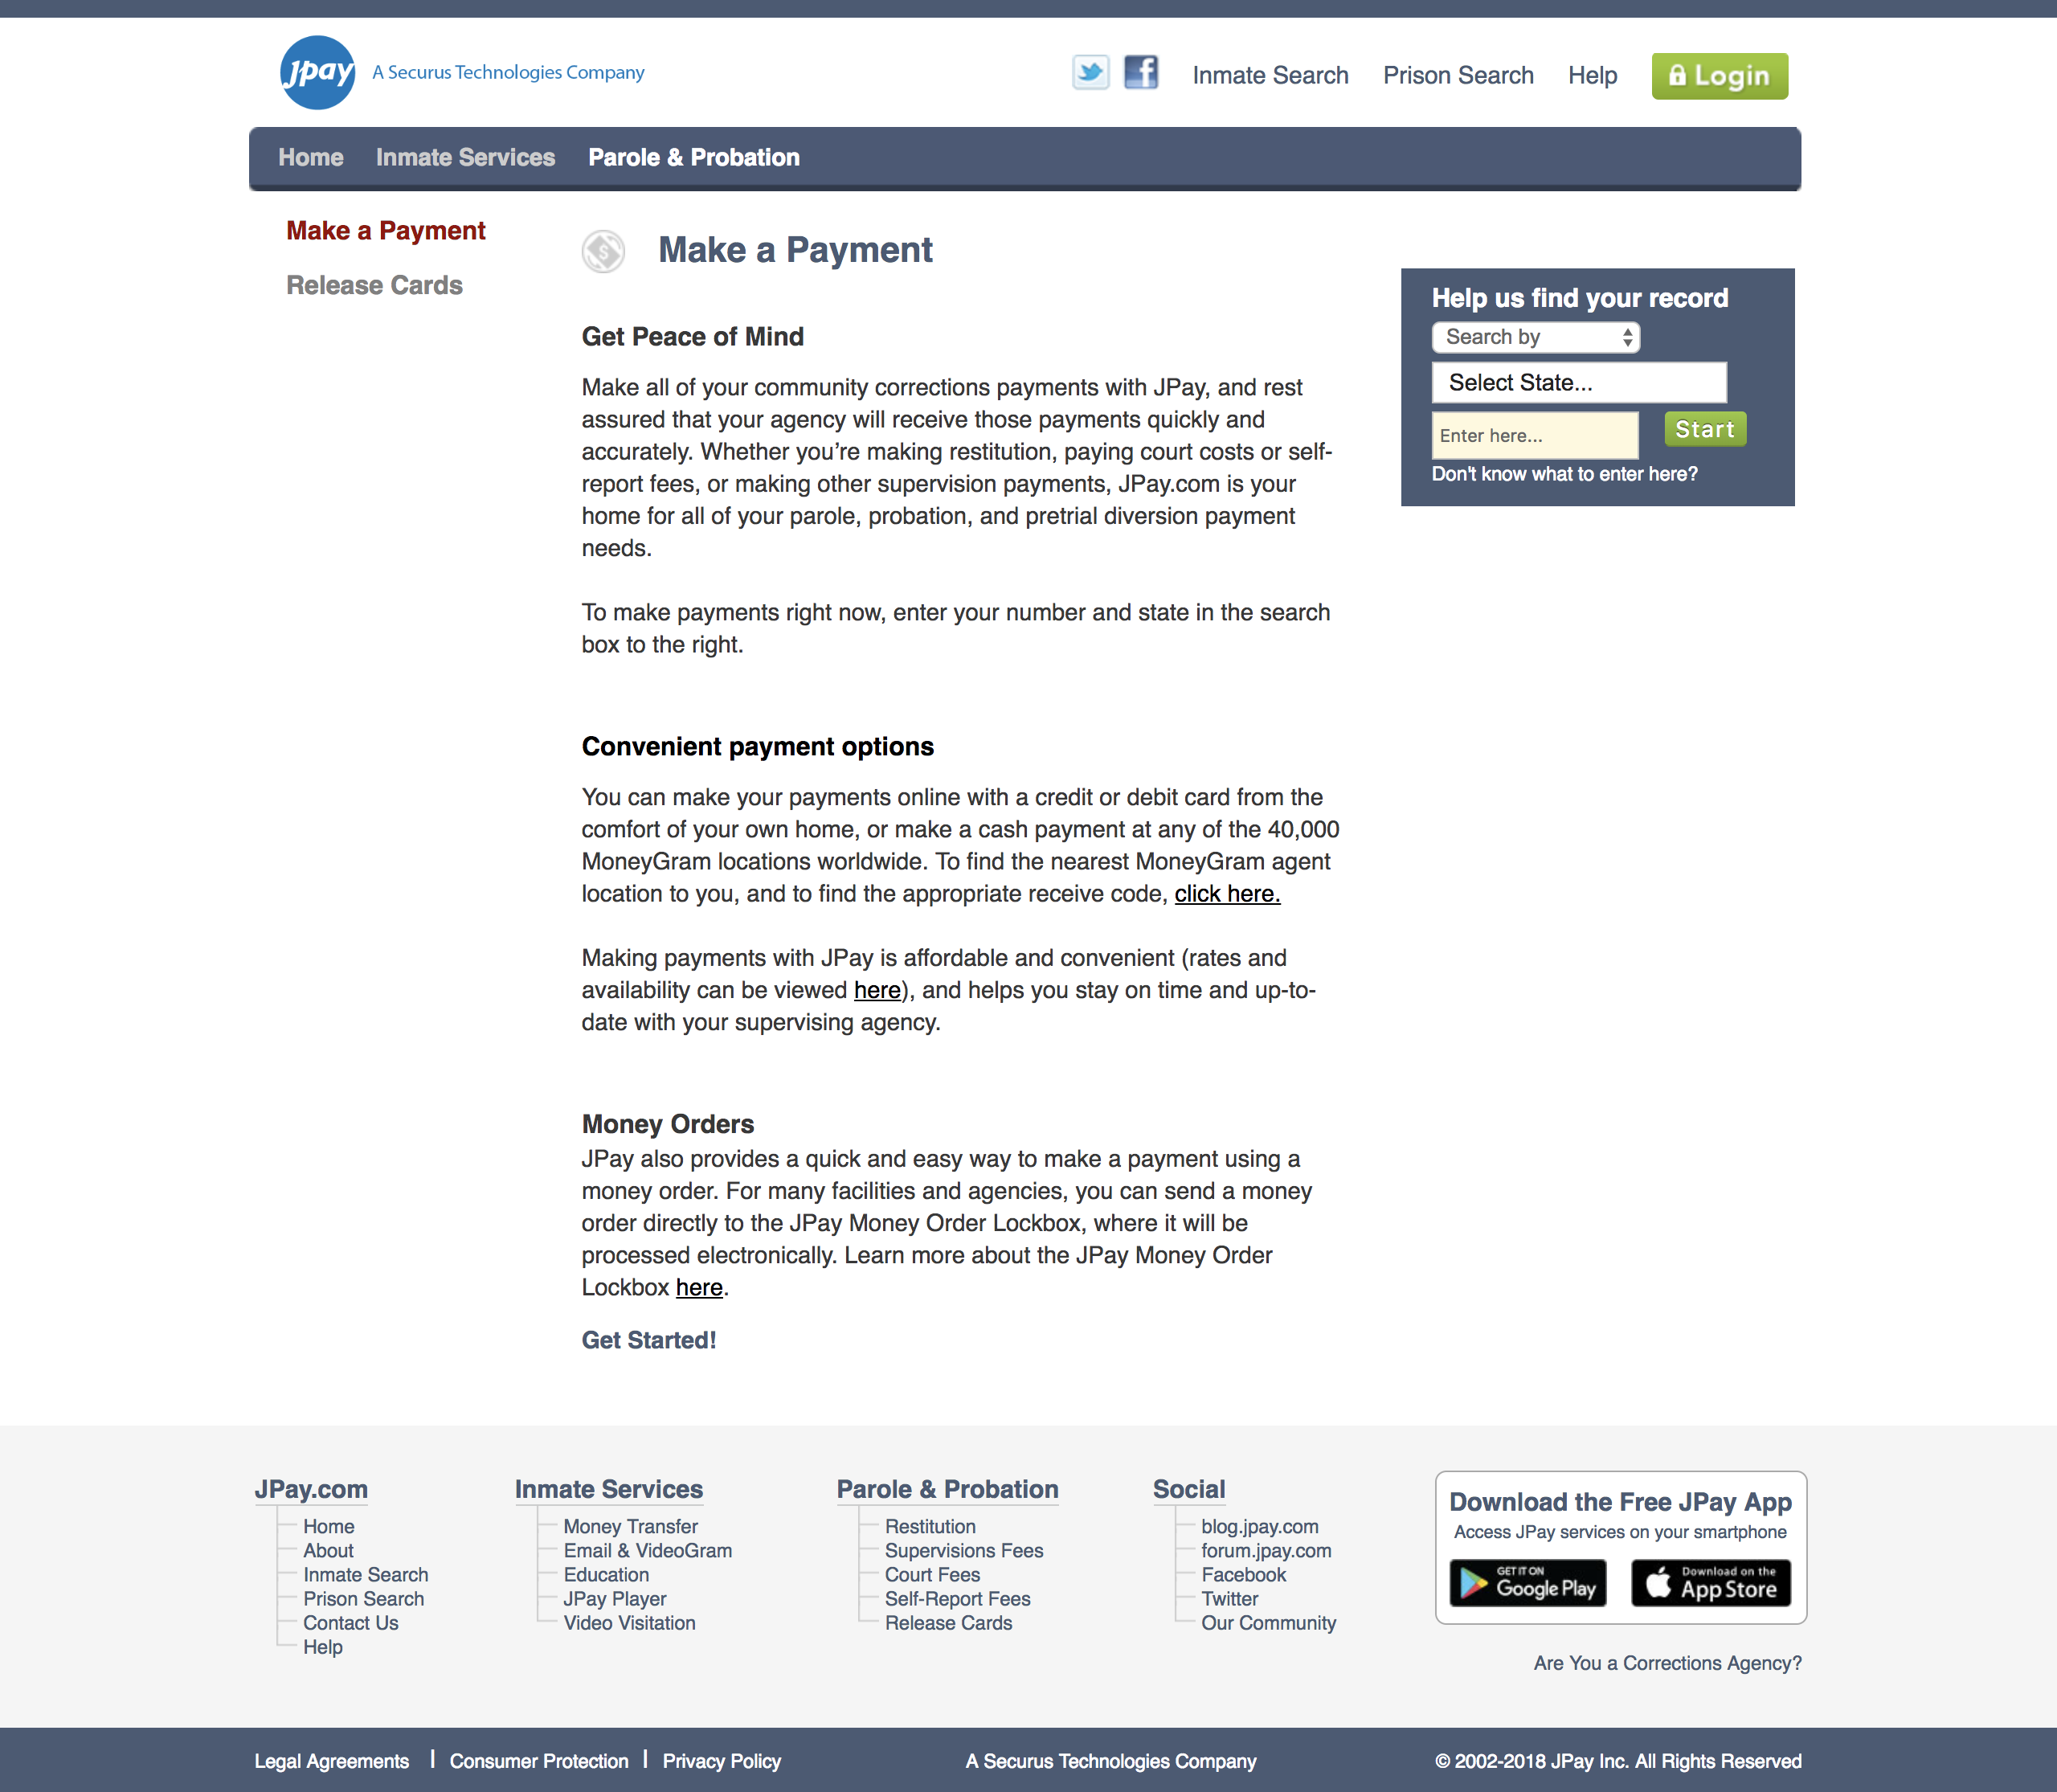 jpay
A Securus Technologies Company
Inmate Search
Prison Search
Help
Login
Home
Inmate Services
Parole & Probation
Make a Payment
Release Cards
Make a Payment
Get Peace of Mind
Make all of your community corrections payments with JPay, and rest
assured that your agency will receive those payments quickly and
accurately. Whether you’re making restitution, paying court costs or self-
report fees, or making other supervision payments, JPay.com is your
home for all of your parole, probation, and pretrial diversion payment
needs.
To make payments right now, enter your number and state in the search
box to the right.
Convenient payment options
You can make your payments online with a credit or debit card from the
comfort of your own home, or make a cash payment at any of the 40,000
MoneyGram locations worldwide. To find the nearest MoneyGram agent
location to you, and to find the appropriate receive code, click here.
Making payments with JPay is affordable and convenient (rates and
availability can be viewed here), and helps you stay on time and up-to-
date with your supervising agency.
Money Orders
JPay also provides a quick and easy way to make a payment using a
money order. For many facilities and agencies, you can send a money
order directly to the JPay Money Order Lockbox, where it will be
processed electronically. Learn more about the JPay Money Order
Lockbox here.
Get Started!
Help us find your record
Search by
Select State...
Enter here...
Start
Don't know what to enter here?
JPay.com
Home
About
Inmate Search
Prison Search
Contact Us
Help
Inmate Services
Money Transfer
Email & VideoGram
Education
JPay Player
Video Visitation
Parole & Probation
Restitution
Supervisions Fees
Court Fees
Self-Report Fees
Release Cards
Social
blog.jpay.com
forum.jpay.com
Facebook
Twitter
Our Community
Download the Free JPay App
Access JPay services on your smartphone
GET IT ON
Google Play
Download on the
App Store
Are You a Corrections Agency?
Legal Agreements | Consumer Protection | Privacy Policy
A Securus Technologies Company
© 2002-2018 JPay Inc. All Rights Reserved